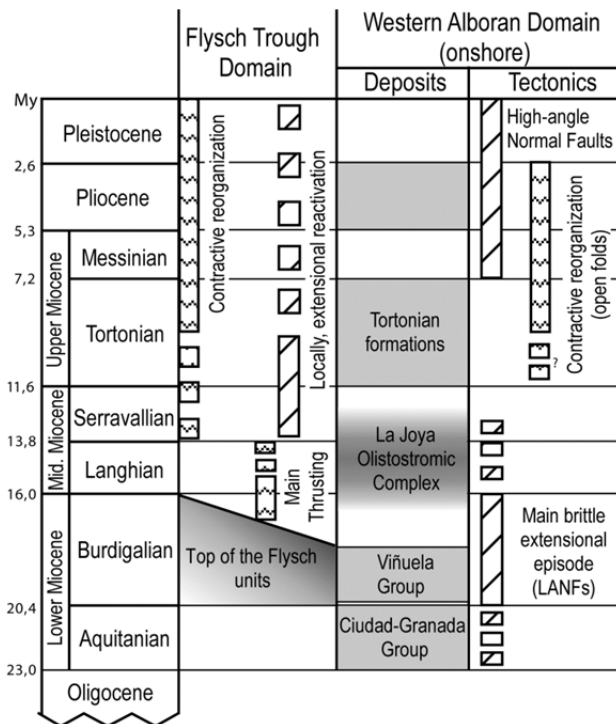 Flysch Trough
Domain
Western Alboran Domain
(onshore)
Deposits
Tectonics
My
Pleistocene
2,6
Pliocene
5,3
Messinian
7,2
Tortonian
11,6
Serravallian
13,8
Langhian
16,0
Burdigalian
20,4
Aquitanian
23,0
Oligocene
Upper Miocene
Mid. Miocene
Lower Miocene
Contractive reorganization
Locally, extensional reactivation
Main
Thrusting
Top of the Flysch
units
Tortonian
formations
La Joya
Olistostromic
Complex
Viñuela
Group
Ciudad-Granada
Group
High-angle
Normal Faults
Contractive reorganization
(open folds)
?
Main brittle
extensional
episode
(LANFs)